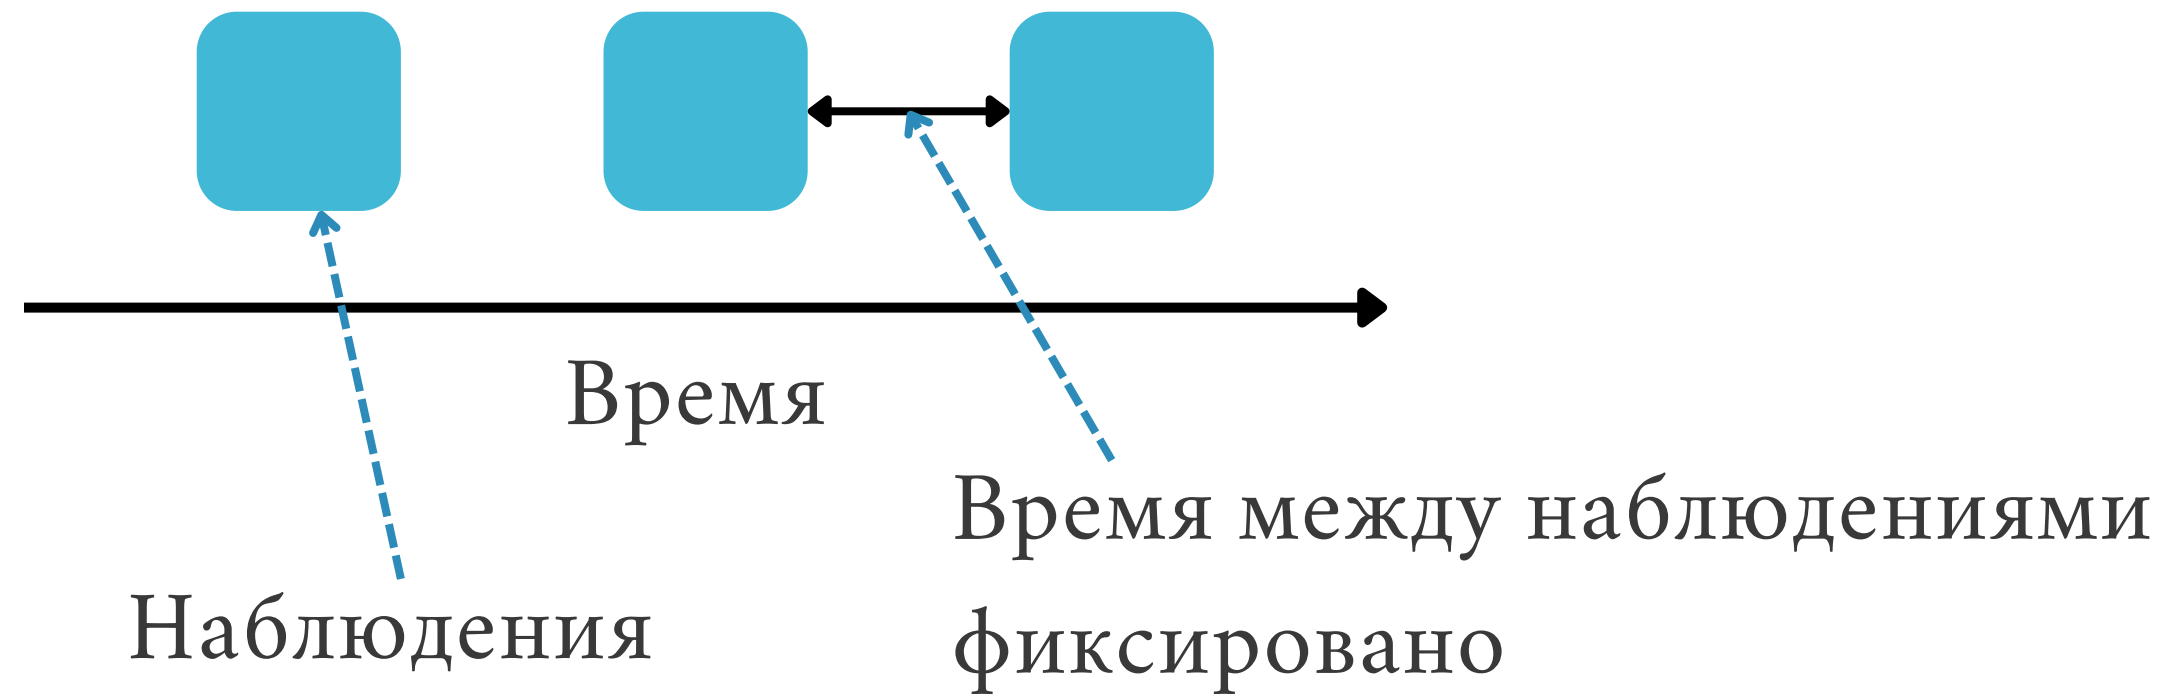 Время
Время между наблюдениями
фиксировано
Наблюдения